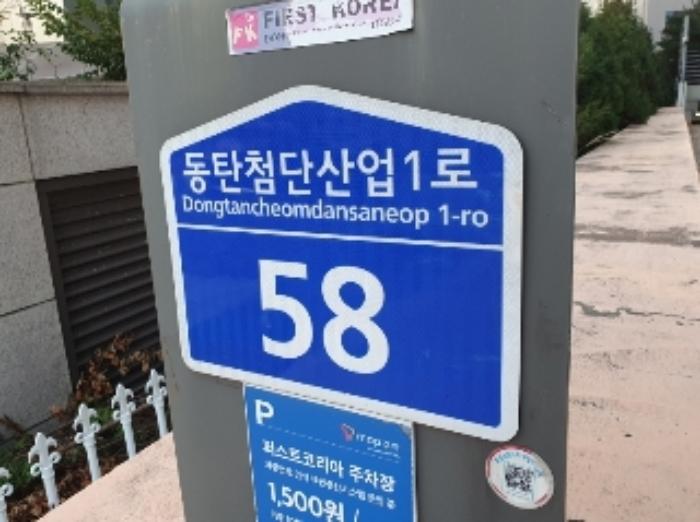 FK FIRST KOREA
동탄첨단산업1로
Dongtancheomdansaneop 1-ro
58
P
퍼스트코리아 주차장
1,500원 /